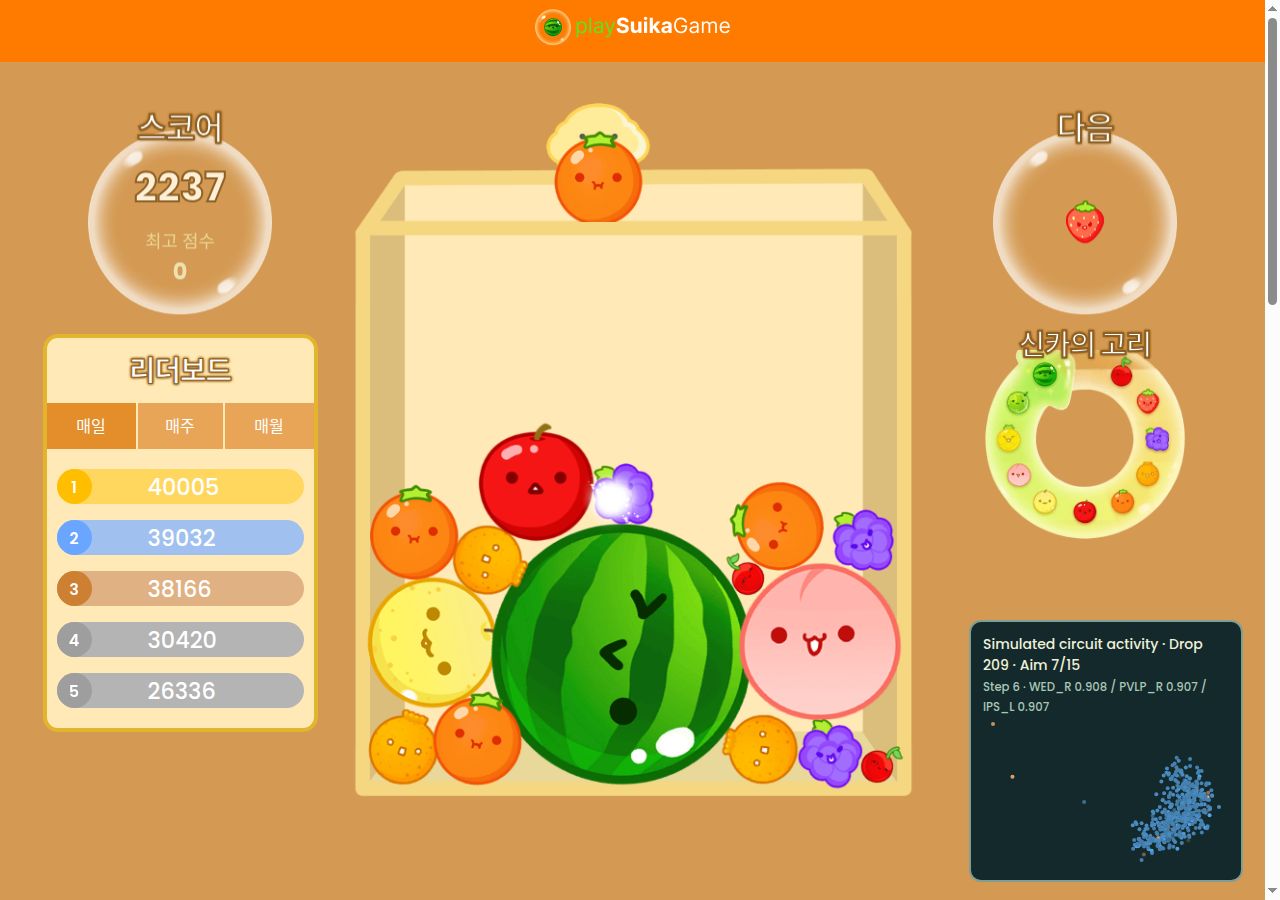 playSuikaGame
스코어
2237
최고 점수
0
다음
신카의 고리
리더보드
매일 매주 매월
1 40005
2 39032
3 38166
4 30420
5 26336
Simulated circuit activity · Drop
209 · Aim 7/15
Step 6 · WED_R 0.908 / PVLP_R 0.907 /
IPS_L 0.907